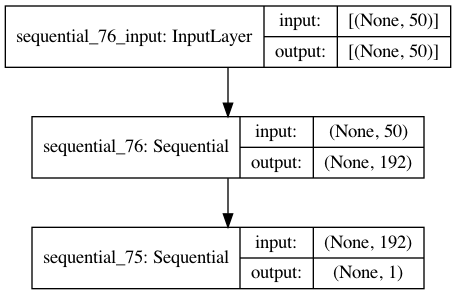 sequential_76_input: InputLayer
input: [(None, 50)]
output: [(None, 50)]
sequential_76: Sequential
input: (None, 50)
output: (None, 192)
sequential_75: Sequential
input: (None, 192)
output: (None, 1)